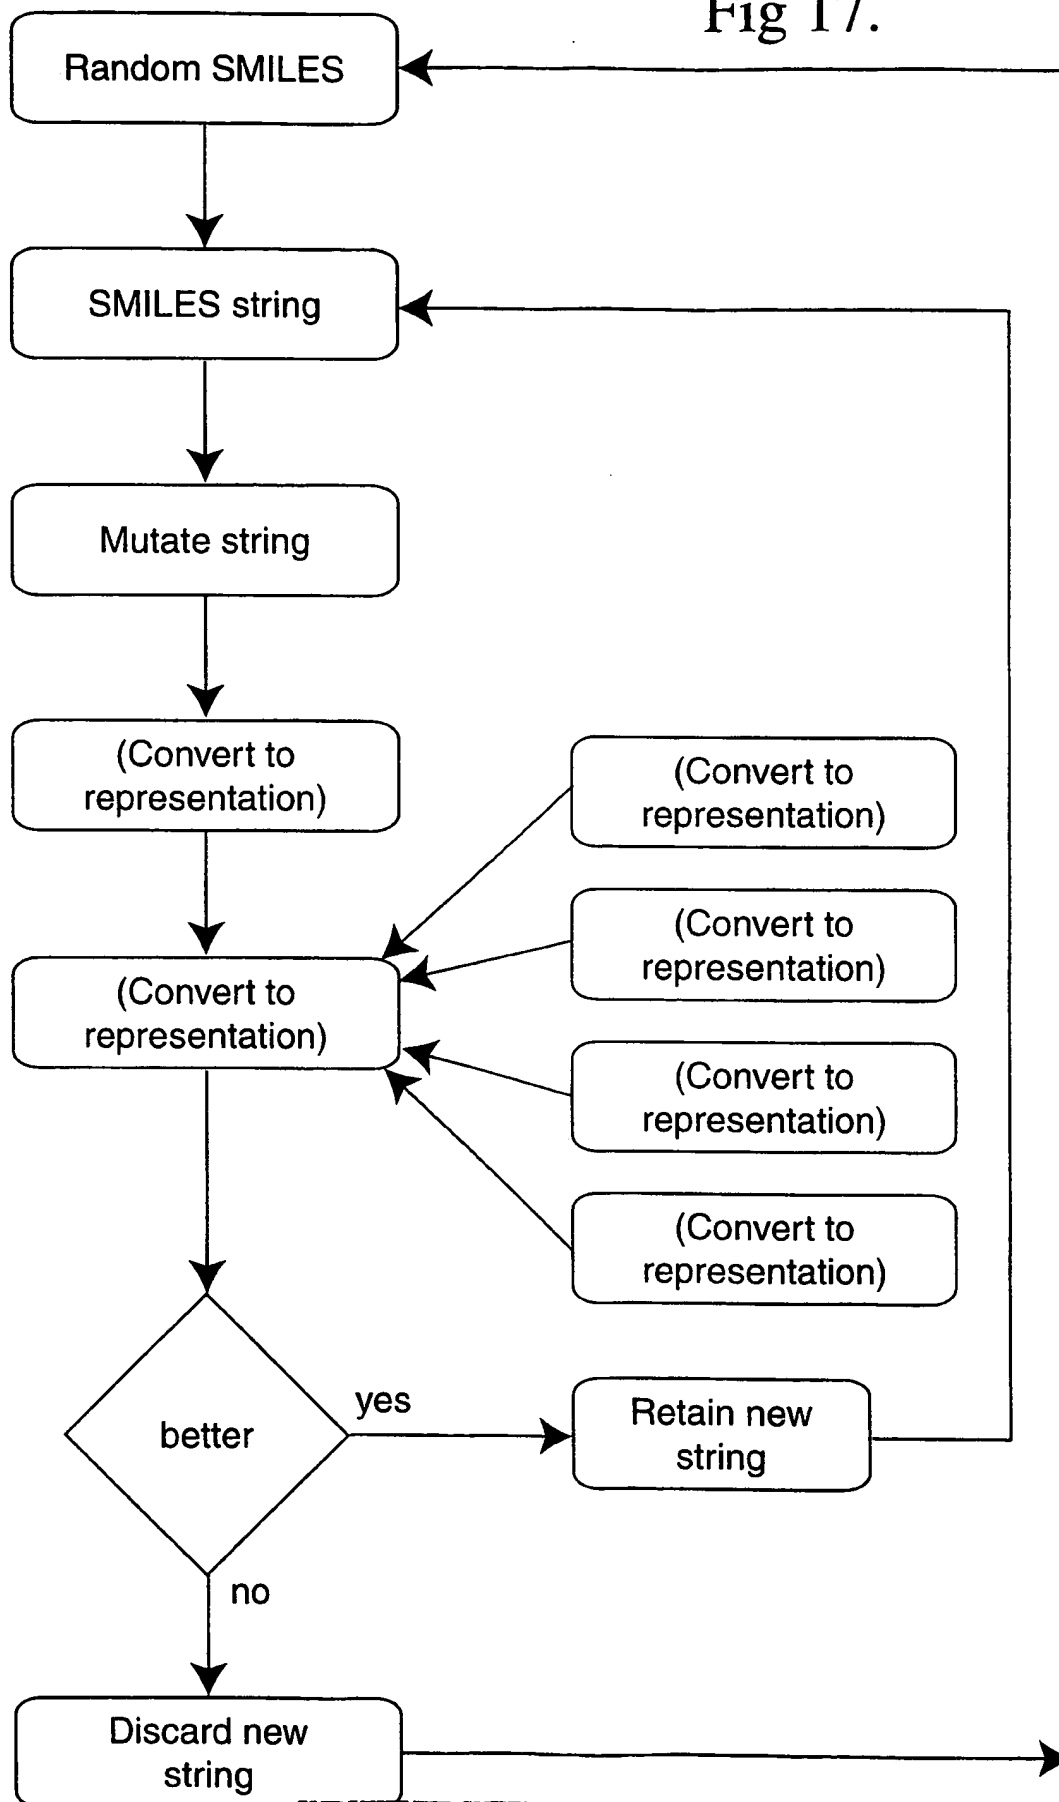 Fig 17.
Random SMILES
SMILES string
Mutate string
(Convert to
representation)
(Convert to
representation)
(Convert to
representation)
(Convert to
representation)
(Convert to
representation)
(Convert to
representation)
better
yes
Retain new
string
no
Discard new
string